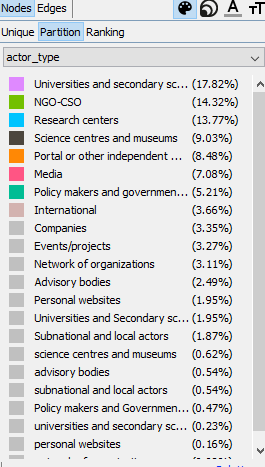 Nodes Edges
A TT
Unique Partition Ranking
actor_type
Universities and secondary sc... (17.82%)
NGO-CSO (14.32%)
Research centers (13.77%)
Science centres and museums (9.03%)
Portal or other independent ... (8.48%)
Media (7.08%)
Policy makers and governmen... (5.21%)
International (3.66%)
Companies (3.35%)
Events/projects (3.27%)
Network of organizations (3.11%)
Advisory bodies (2.49%)
Personal websites (1.95%)
Universities and Secondary sc... (1.95%)
Subnational and local actors (1.87%)
science centres and museums (0.62%)
advisory bodies (0.54%)
subnational and local actors (0.54%)
Policy makers and Governmen... (0.47%)
universities and secondary sc... (0.23%)
personal websites (0.16%)